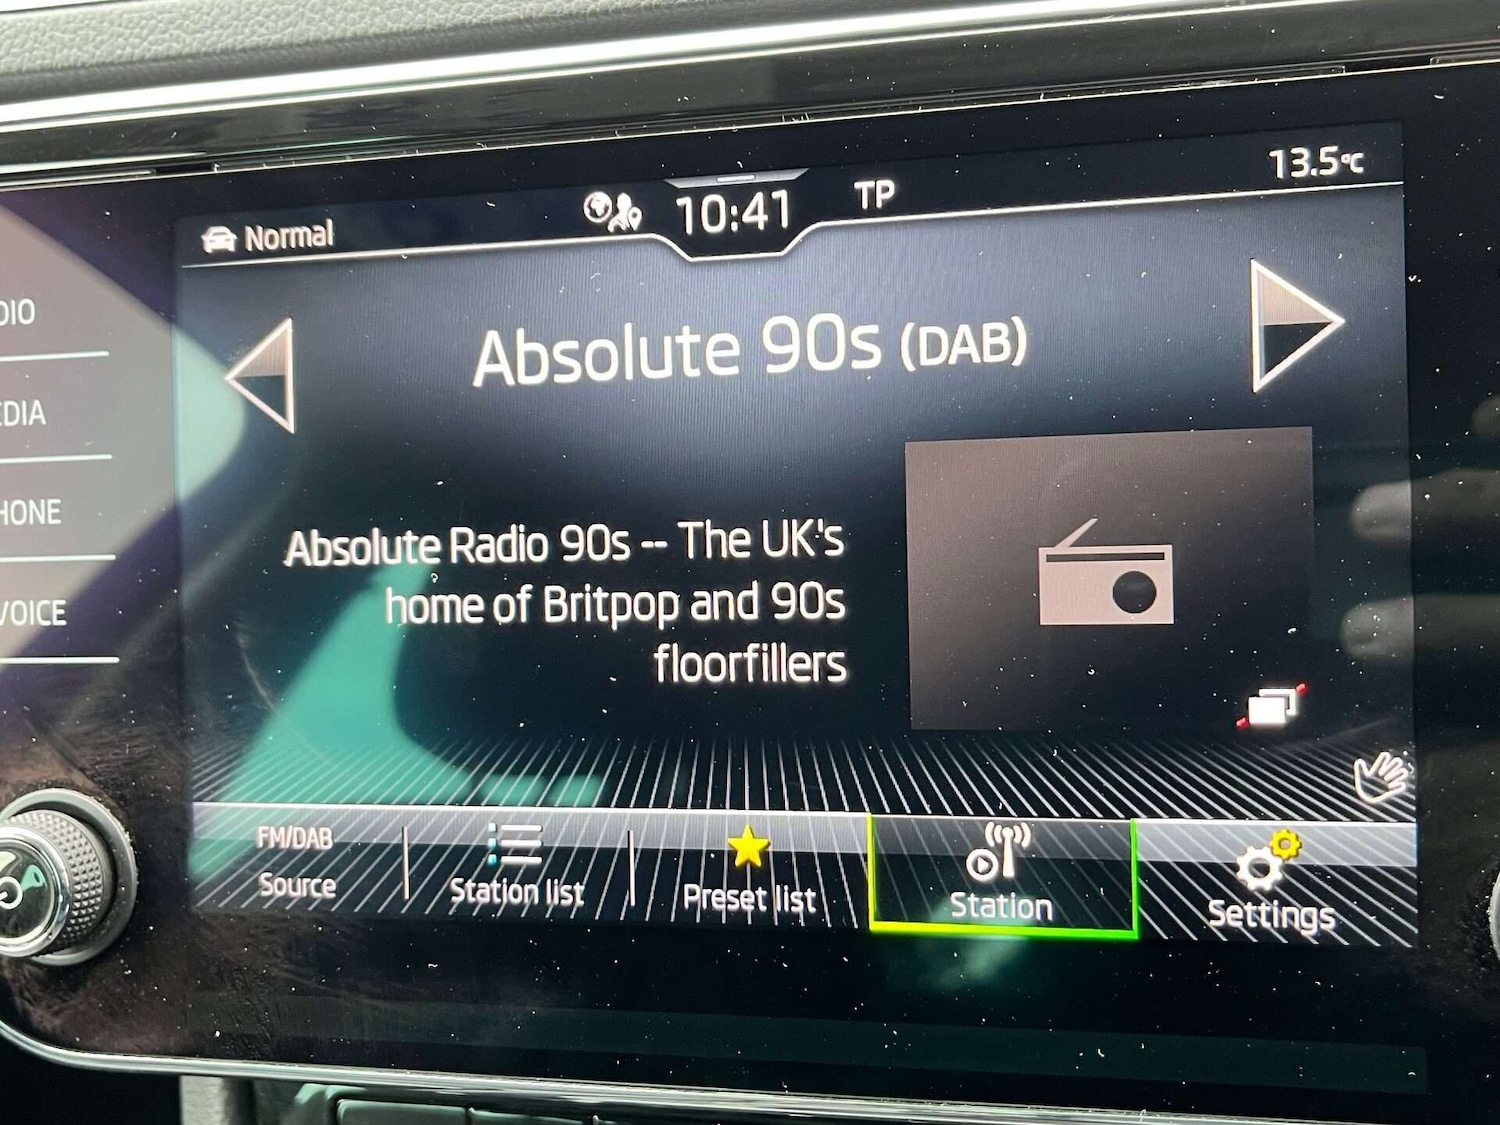 Normal
10:41
TP
13.5°C
Absolute 90s (DAB)
Absolute Radio 90s -- The UK's
home of Britpop and 90s
floorfillers
FM/DAB
Source
Station list
Preset list
Station
Settings
DIO
EDIA
HONE
VOICE